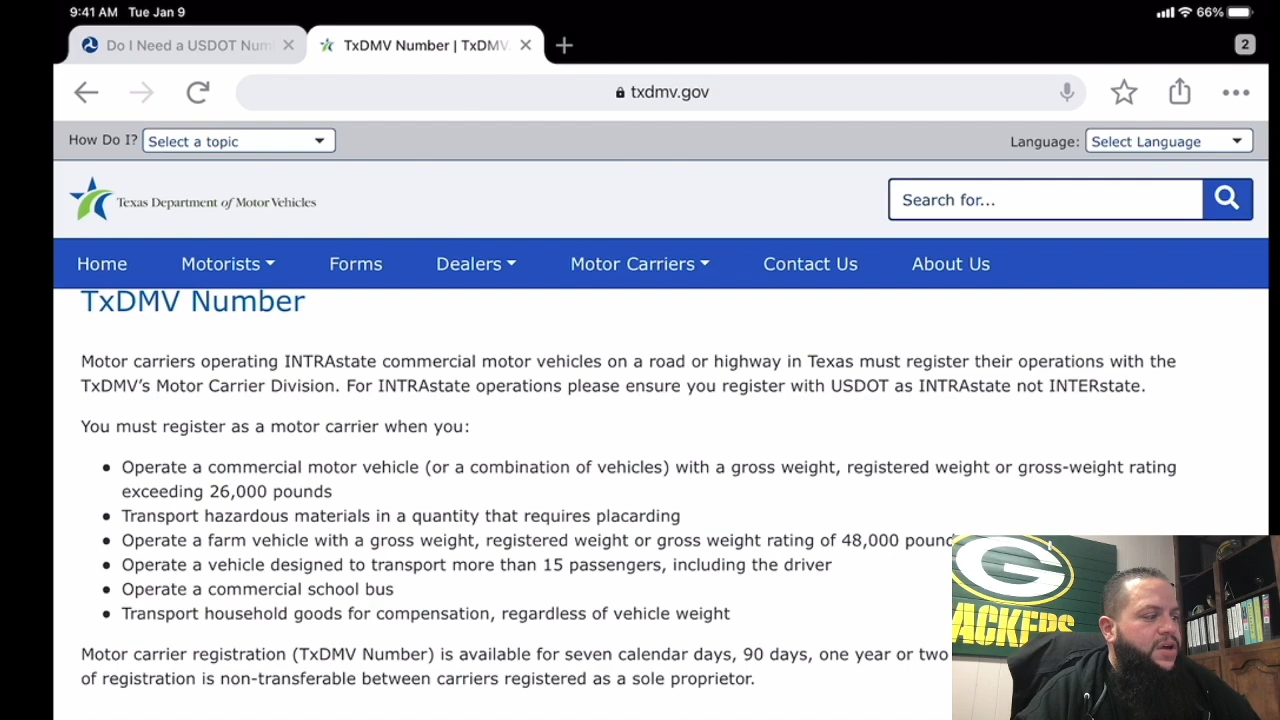 9:41 AM Tue Jan 9
66%
Do I Need a USDOT Num
TxDMV Number | TxDMV.
2
txdmv.gov
How Do I? Select a topic
Language: Select Language
Texas Department of Motor Vehicles
Search for...
Home Motorists Forms Dealers Motor Carriers Contact Us About Us
TxDMV Number
Motor carriers operating INTRAstate commercial motor vehicles on a road or highway in Texas must register their operations with the
TxDMV's Motor Carrier Division. For INTRAstate operations please ensure you register with USDOT as INTRAstate not INTERstate.
You must register as a motor carrier when you:
• Operate a commercial motor vehicle (or a combination of vehicles) with a gross weight, registered weight or gross-weight rating
exceeding 26,000 pounds
• Transport hazardous materials in a quantity that requires placarding
• Operate a farm vehicle with a gross weight, registered weight or gross weight rating of 48,000 pound
• Operate a vehicle designed to transport more than 15 passengers, including the driver
• Operate a commercial school bus
• Transport household goods for compensation, regardless of vehicle weight
Motor carrier registration (TxDMV Number) is available for seven calendar days, 90 days, one year or two
of registration is non-transferable between carriers registered as a sole proprietor.
G
ACKERS